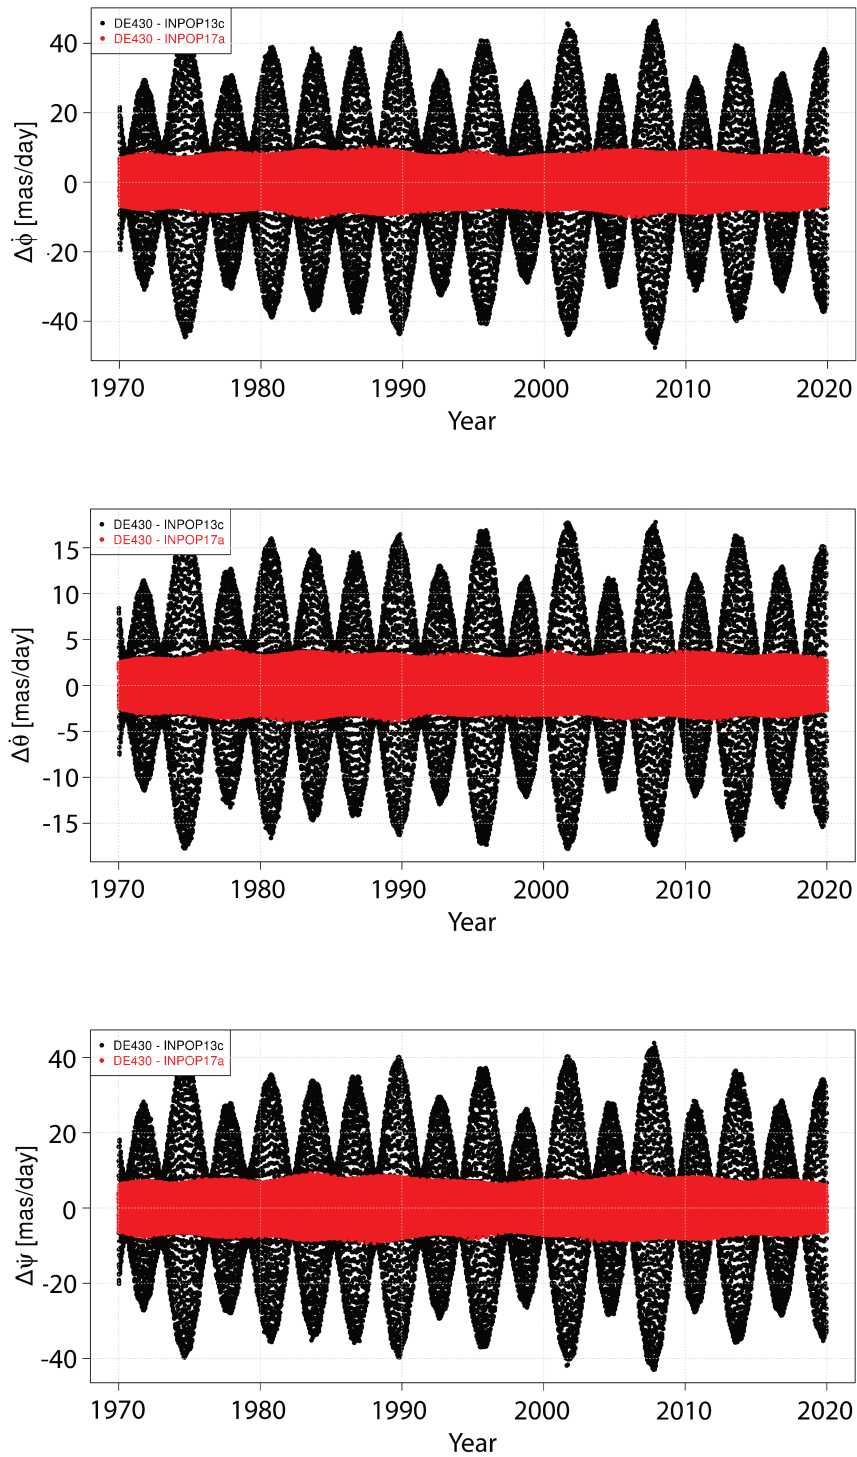 DE430 - INPOP13c
DE430 - INPOP17a
Δφ̇ [mas/day]
40
20
0
-20
-40
1970 1980 1990 2000 2010 2020
Year
DE430 - INPOP13c
DE430 - INPOP17a
Δθ̇ [mas/day]
15
10
5
0
-5
-10
-15
1970 1980 1990 2000 2010 2020
Year
DE430 - INPOP13c
DE430 - INPOP17a
Δψ̇ [mas/day]
40
20
0
-20
-40
1970 1980 1990 2000 2010 2020
Year